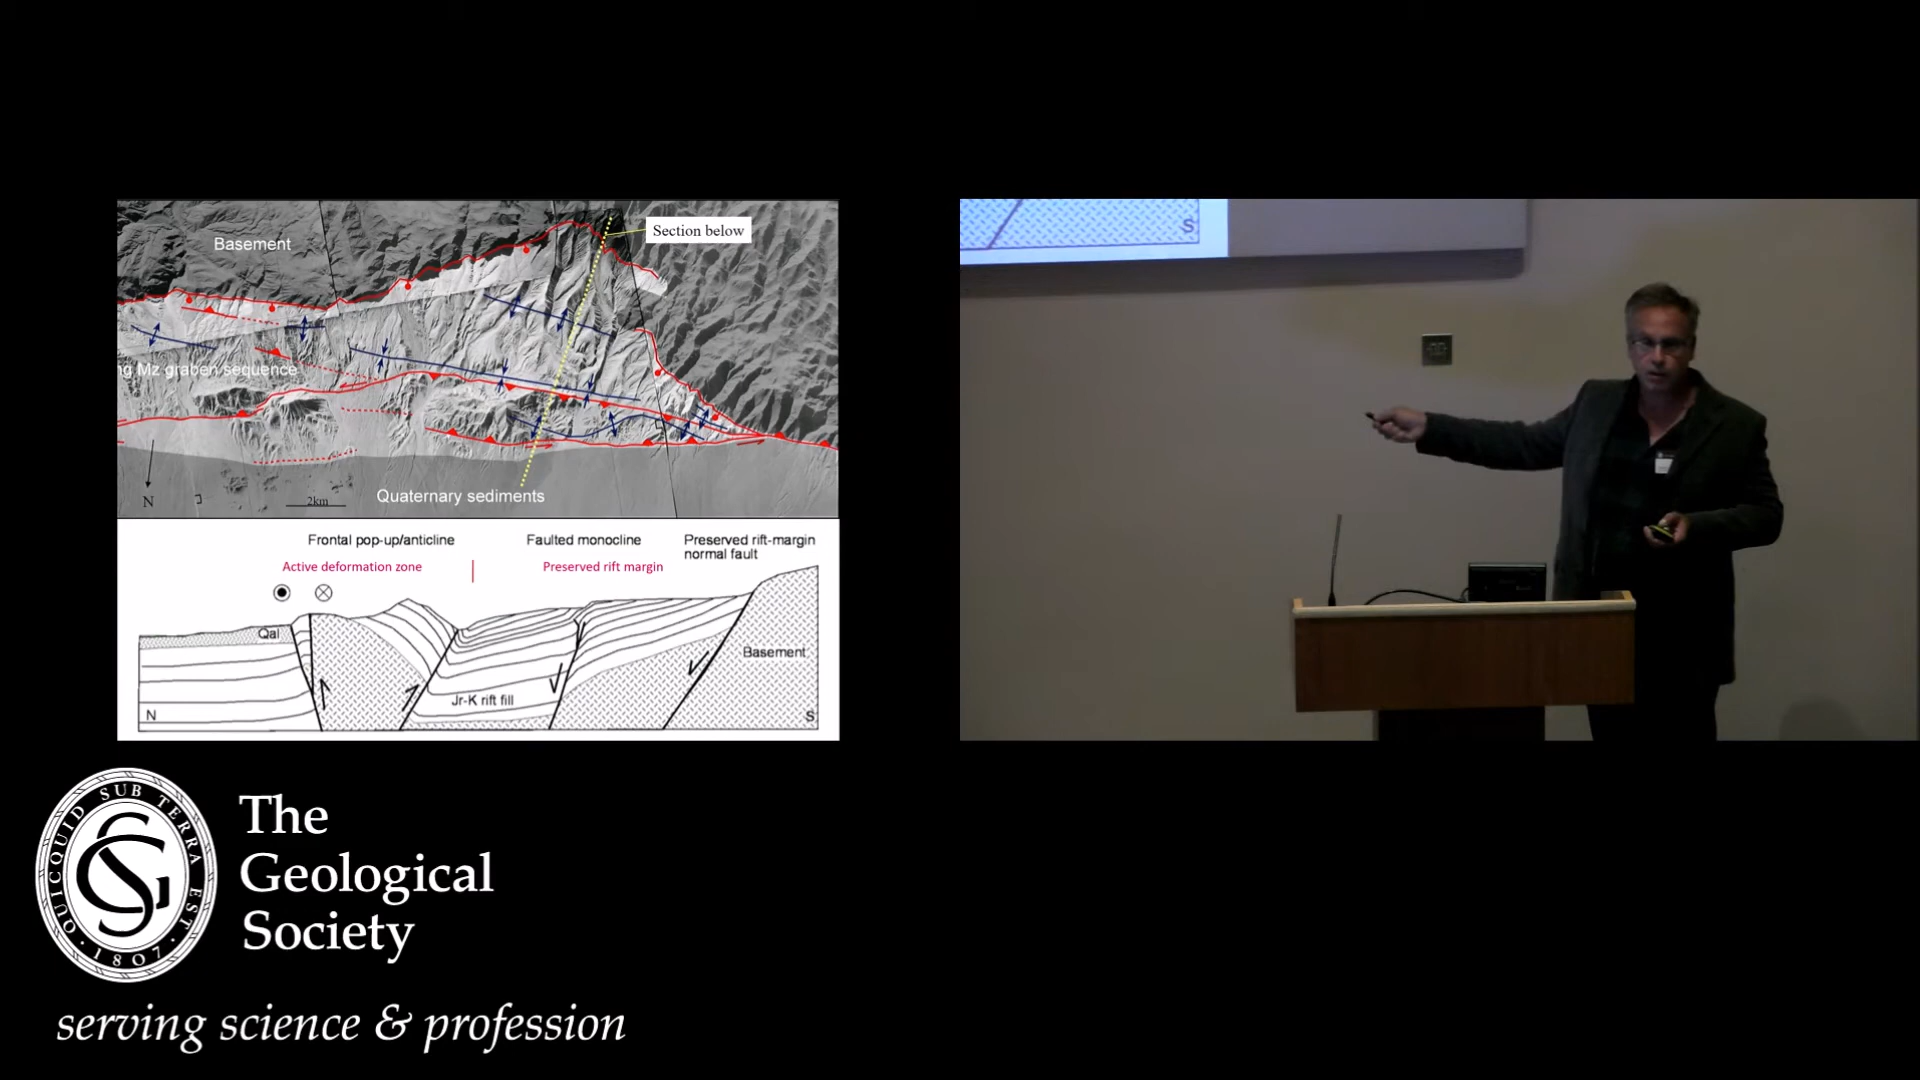 Basement
Section below
ng Mz graben sequence
N
2km
Quaternary sediments
Frontal pop-up/anticline
Faulted monocline
Preserved rift-margin
normal fault
Active deformation zone
Preserved rift margin
Qal
Basement
Jr-K rift fill
N
S
S
QUICQUID SUB TERRA EST
1807
GS
The
Geological
Society
serving science & profession